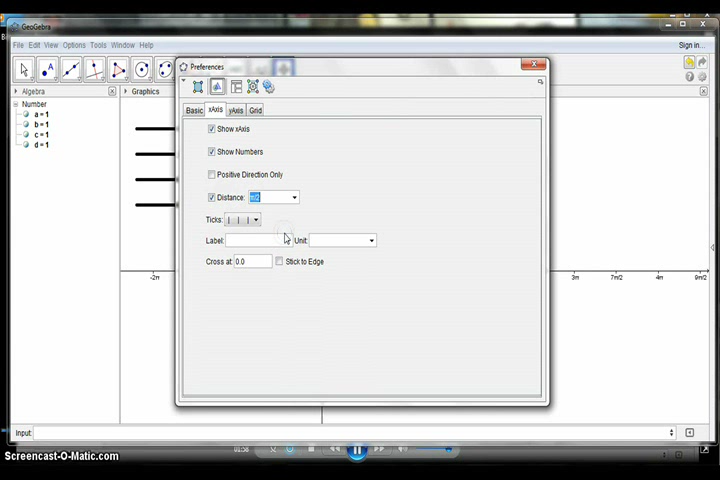 GeoGebra
File Edit View Options Tools Window Help
Sign in...
Preferences
Algebra
Graphics
Number
a = 1
b = 1
c = 1
d = 1
Basic xAxis yAxis Grid
Show xAxis
Show Numbers
Positive Direction Only
Distance: π/2
Ticks:
Label: Unit:
Cross at: 0.0 Stick to Edge
-2π 3π 7π/2 4π 9π/2
Input:
01:58
Screencast-O-Matic.com